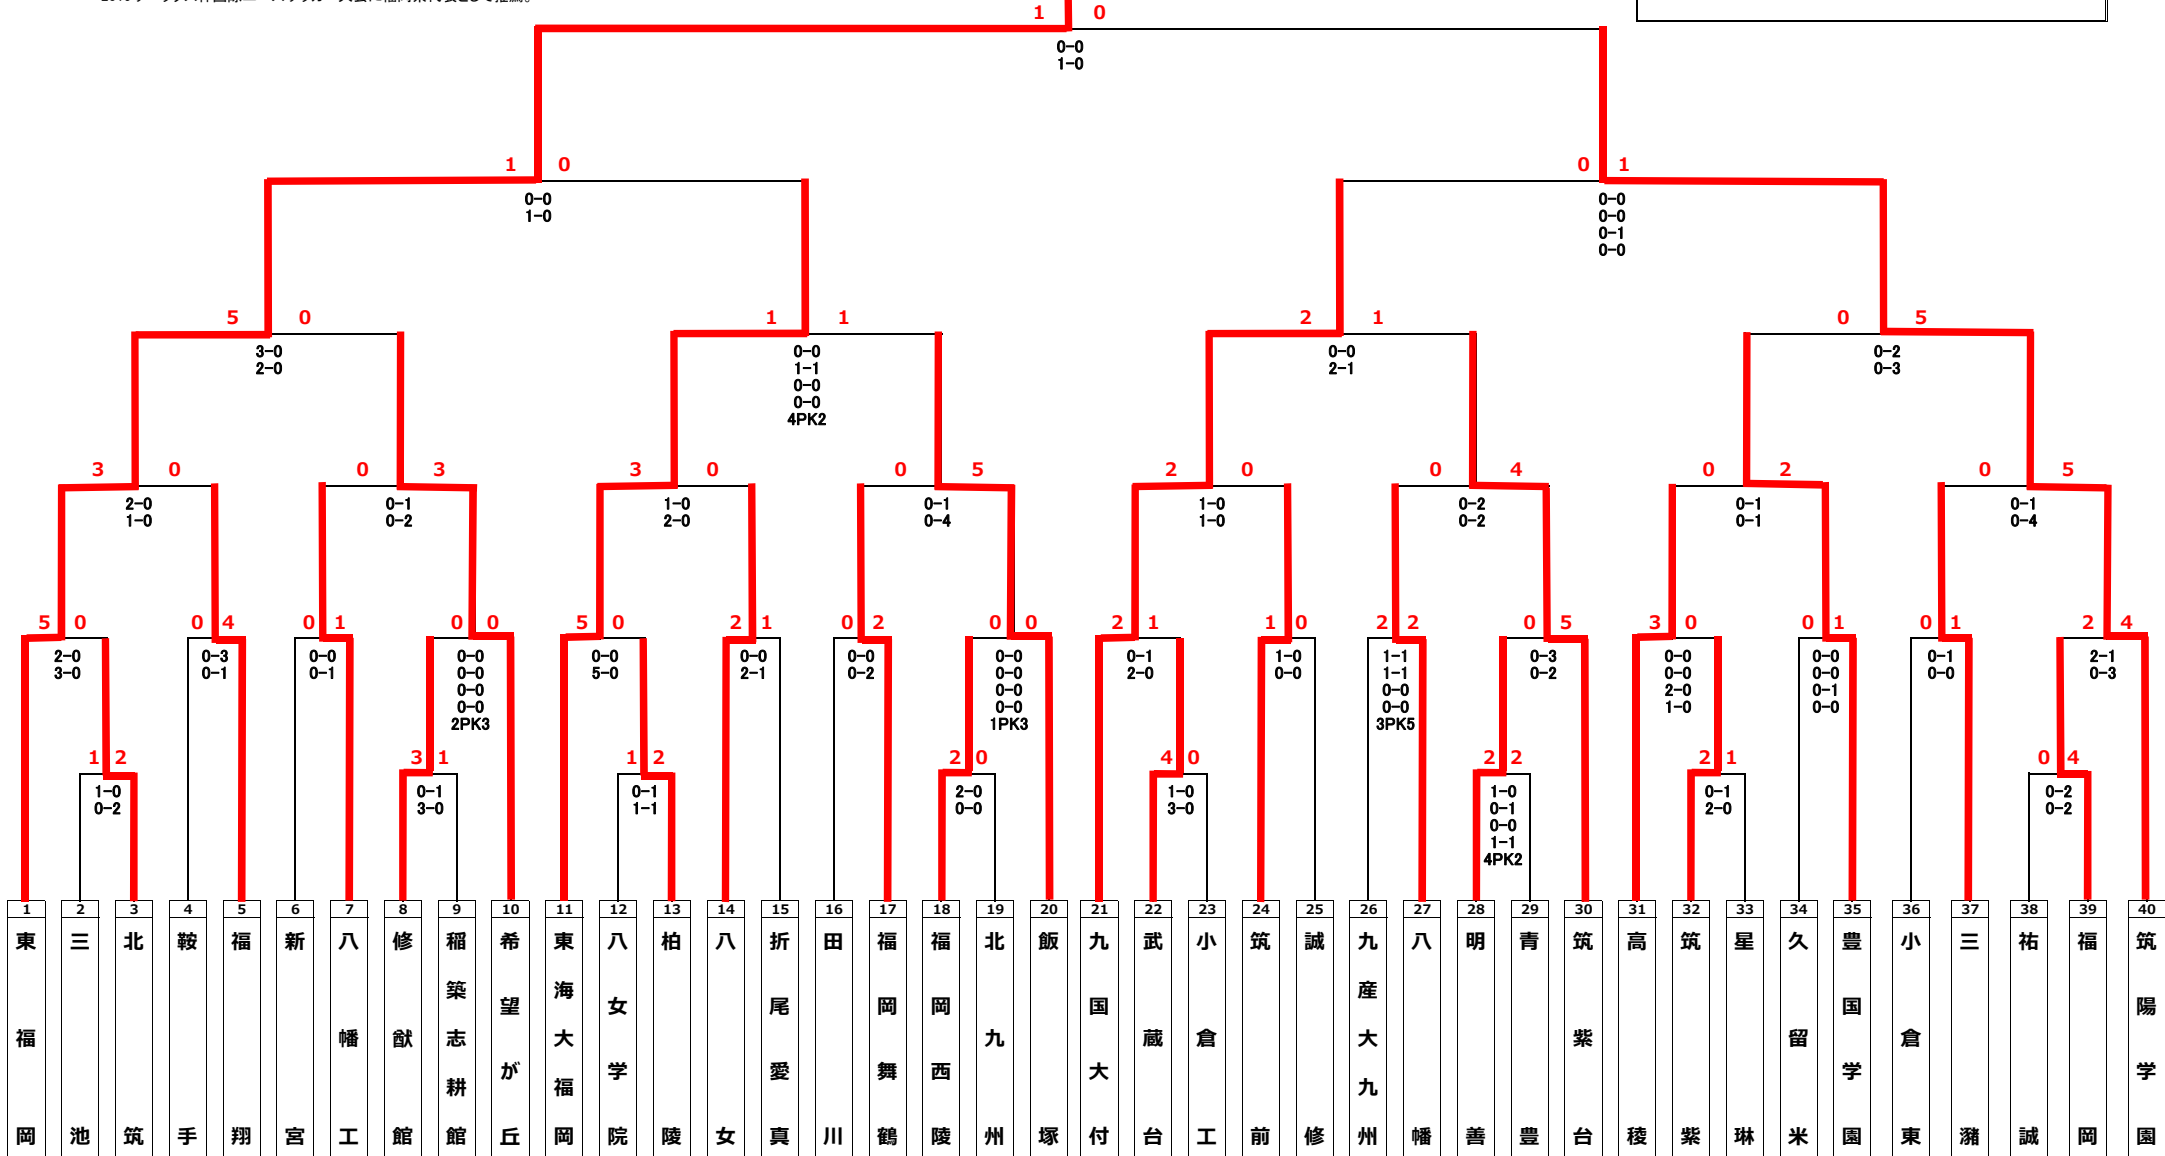 1 0
0-0
1-0
1 0
0-0
1-0
0 1
0-0
0-0
0-1
0-0
5 0
3-0
2-0
1 1
0-0
1-1
0-0
0-0
4PK2
2 1
0-0
2-1
0 5
0-2
0-3
3 0
2-0
1-0
0 3
0-1
0-2
3 0
1-0
2-0
0 5
0-1
0-4
2 0
1-0
1-0
0 4
0-2
0-2
0 2
0-1
0-1
0 5
0-1
0-4
5 0
2-0
3-0
0 4
0-3
0-1
0 1
0-0
0-1
0 0
0-0
0-0
0-0
0-0
2PK3
5 0
0-0
5-0
2 1
0-0
2-1
0 2
0-0
0-2
0 0
0-0
0-0
0-0
0-0
1PK3
2 1
0-1
2-0
1 0
1-0
0-0
2 2
1-1
1-1
0-0
0-0
3PK5
0 5
0-3
0-2
3 0
0-0
0-0
2-0
1-0
0 1
0-0
0-0
0-1
0-0
0 1
0-1
0-0
2 4
2-1
0-3
1 2
1-0
0-2
3 1
0-1
3-0
1 2
0-1
1-1
2 0
2-0
0-0
4 0
1-0
3-0
2 2
1-0
0-1
0-0
1-1
4PK2
2 1
0-1
2-0
0 4
0-2
0-2
1 東福岡
2 三池
3 北筑
4 鞍手
5 福翔
6 新宮
7 八幡工
8 修猷館
9 稲築志耕館
10 希望が丘
11 東海大福岡
12 八女学院
13 柏陵
14 八女
15 折尾愛真
16 田川
17 福岡舞鶴
18 福岡西陵
19 北九州
20 飯塚
21 九国大付
22 武蔵台
23 小倉工
24 筑前
25 誠修
26 九産大九州
27 八幡
28 明善
29 青豊
30 筑紫台
31 高稜
32 筑紫
33 星琳
34 久留米
35 豊国学園
36 小倉東
37 三潴
38 祐誠
39 福岡
40 筑陽学園